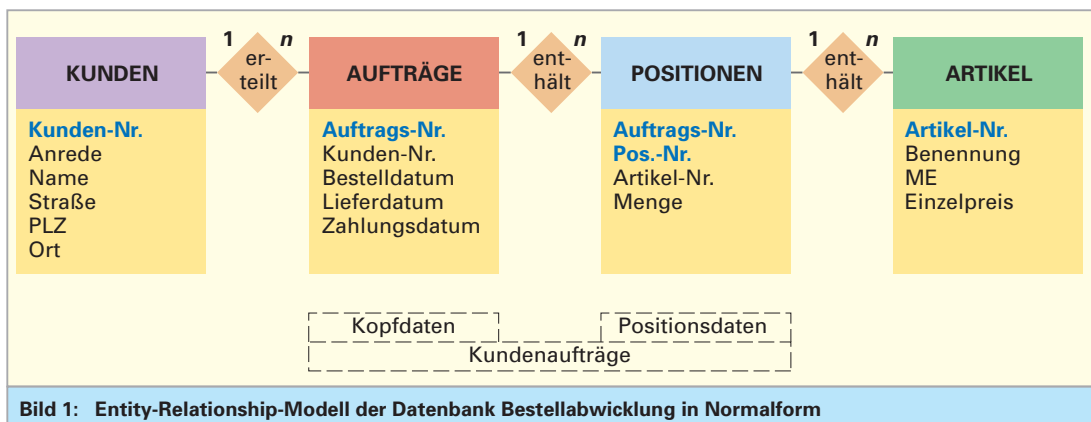 1 n 1 n 1 n
KUNDEN er-
teilt AUFTRÄGE ent-
hält POSITIONEN ent-
hält ARTIKEL
Kunden-Nr.
Anrede
Name
Straße
PLZ
Ort
Auftrags-Nr.
Kunden-Nr.
Bestelldatum
Lieferdatum
Zahlungsdatum
Auftrags-Nr.
Pos.-Nr.
Artikel-Nr.
Menge
Artikel-Nr.
Benennung
ME
Einzelpreis
Kopfdaten Positionsdaten
Kundenaufträge
Bild 1: Entity-Relationship-Modell der Datenbank Bestellabwicklung in Normalform